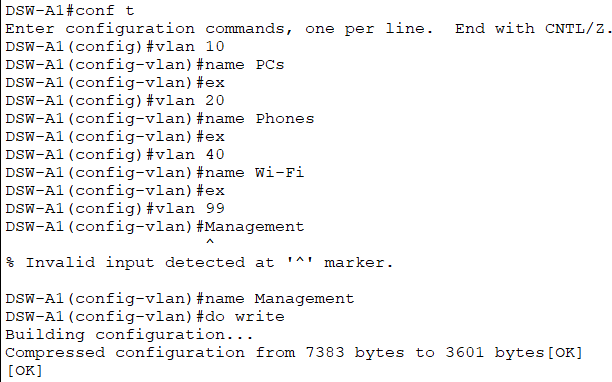 DSW-A1#conf t
Enter configuration commands, one per line.  End with CNTL/Z.
DSW-A1(config)#vlan 10
DSW-A1(config-vlan)#name PCs
DSW-A1(config-vlan)#ex
DSW-A1(config)#vlan 20
DSW-A1(config-vlan)#name Phones
DSW-A1(config-vlan)#ex
DSW-A1(config)#vlan 40
DSW-A1(config-vlan)#name Wi-Fi
DSW-A1(config-vlan)#ex
DSW-A1(config)#vlan 99
DSW-A1(config-vlan)#Management
                    ^
% Invalid input detected at '^' marker.

DSW-A1(config-vlan)#name Management
DSW-A1(config-vlan)#do write
Building configuration...
Compressed configuration from 7383 bytes to 3601 bytes[OK]
[OK]